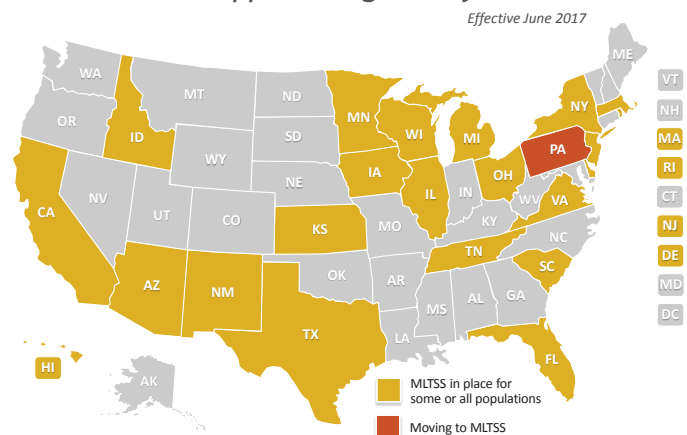 Effective June 2017
WA
MT
ND
MN
ME
VT
OR
ID
SD
WI
MI
NY
NH
WY
MA
IA
PA
RI
NE
OH
NV
IL
IN
CT
CA
UT
CO
KS
MO
WV
VA
KY
NJ
NC
TN
DE
AZ
NM
OK
AR
SC
MD
MS
AL
GA
DC
TX
LA
FL
HI
AK
MLTSS in place for
some or all populations
Moving to MLTSS